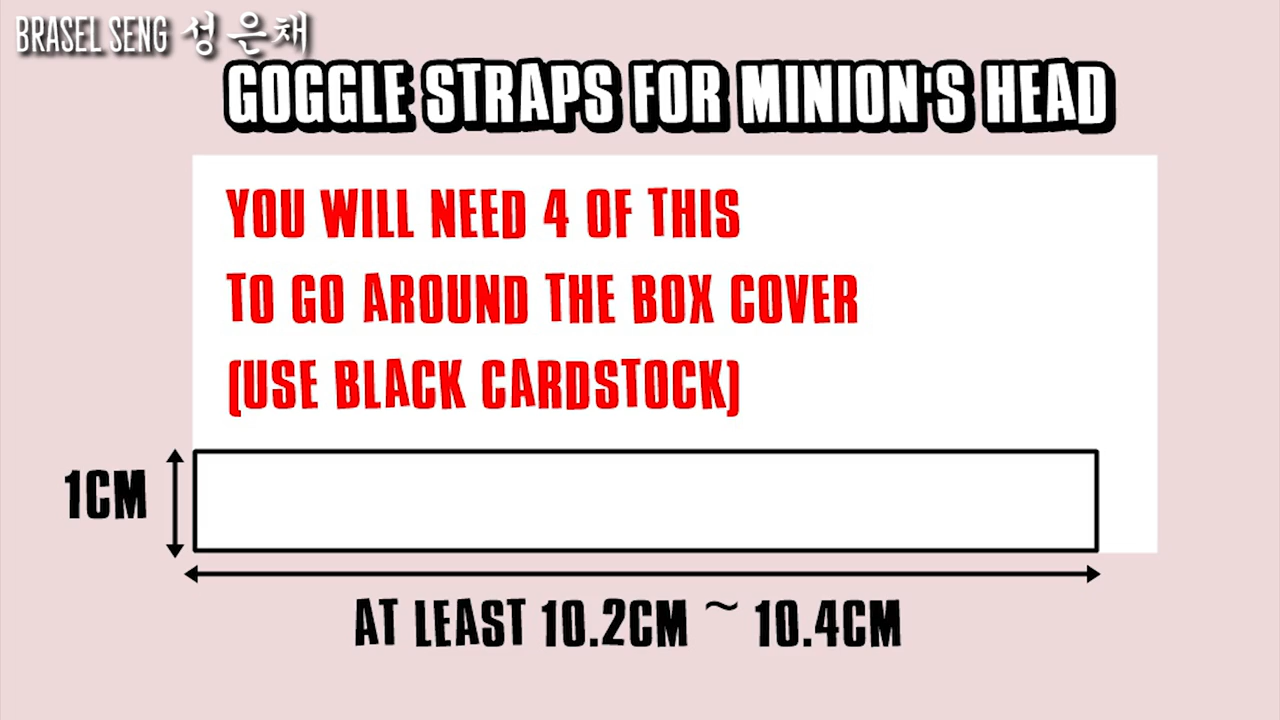 BRASEL SENG 성은채
GOGGLE STRAPS FOR MINION'S HEAD
YOU WILL NEED 4 OF THIS
TO GO AROUND THE BOX COVER
(USE BLACK CARDSTOCK)
1CM
AT LEAST 10.2CM ~ 10.4CM